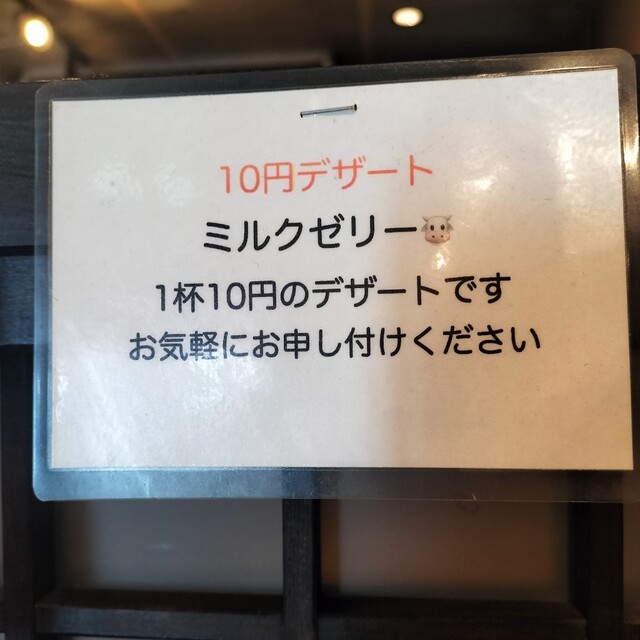 10円デザート
ミルクゼリー🐮
1杯10円のデザートです
お気軽にお申し付けください